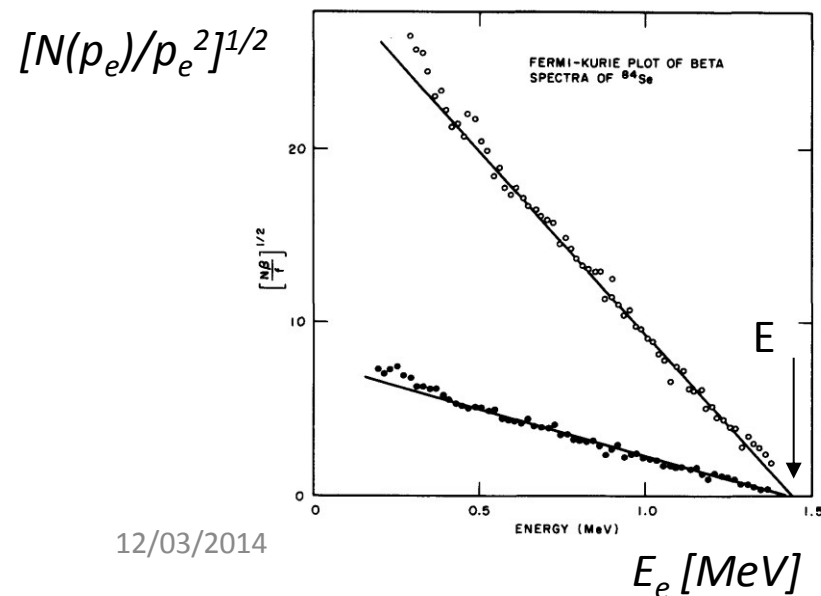 [N(pₑ)/pₑ²]^1/2
FERMI-KURIE PLOT OF BETA
SPECTRA OF ⁸⁴Se
20
[Nβ/f]^1/2
10
E
0
0
0.5
1.0
1.5
ENERGY (MeV)
12/03/2014
Eₑ [MeV]